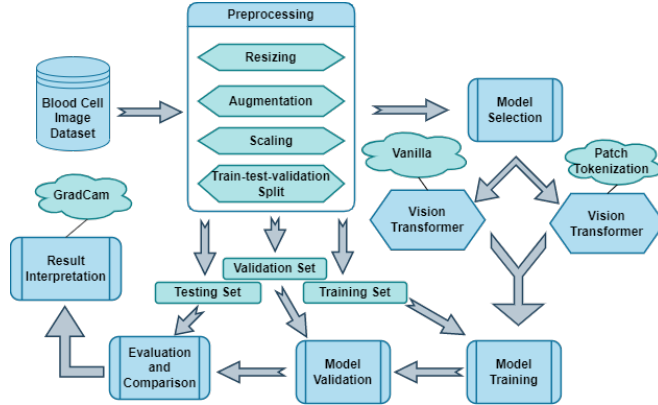 Preprocessing
Resizing
Augmentation
Scaling
Train-test-validation
Split
Blood Cell
Image
Dataset
Model
Selection
Vanilla
Patch
Tokenization
Vision
Transformer
Vision
Transformer
GradCam
Result
Interpretation
Validation Set
Testing Set
Training Set
Evaluation
and
Comparison
Model
Validation
Model
Training